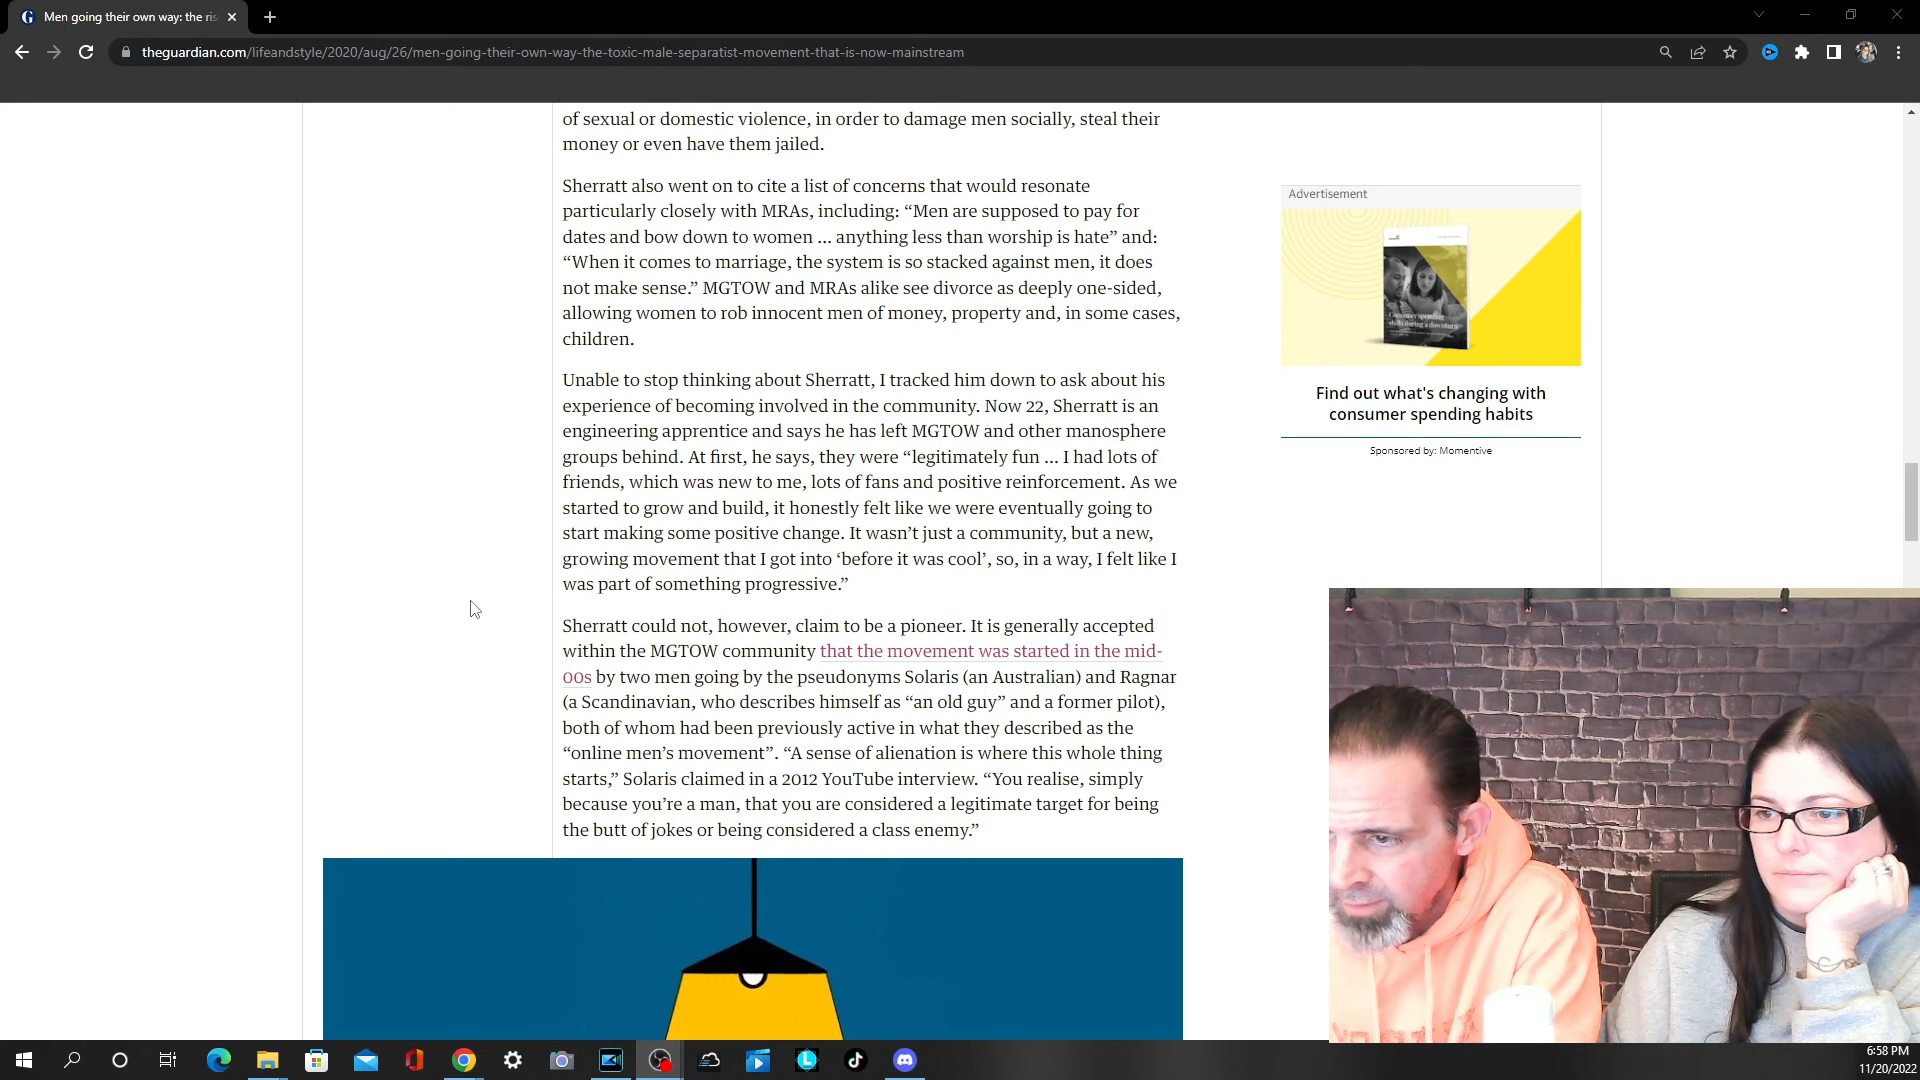 Men going their own way: the ris
theguardian.com/lifeandstyle/2020/aug/26/men-going-their-own-way-the-toxic-male-separatist-movement-that-is-now-mainstream
of sexual or domestic violence, in order to damage men socially, steal their
money or even have them jailed.
Sherratt also went on to cite a list of concerns that would resonate
particularly closely with MRAs, including: “Men are supposed to pay for
dates and bow down to women ... anything less than worship is hate” and:
“When it comes to marriage, the system is so stacked against men, it does
not make sense.” MGTOW and MRAs alike see divorce as deeply one-sided,
allowing women to rob innocent men of money, property and, in some cases,
children.
Unable to stop thinking about Sherratt, I tracked him down to ask about his
experience of becoming involved in the community. Now 22, Sherratt is an
engineering apprentice and says he has left MGTOW and other manosphere
groups behind. At first, he says, they were “legitimately fun ... I had lots of
friends, which was new to me, lots of fans and positive reinforcement. As we
started to grow and build, it honestly felt like we were eventually going to
start making some positive change. It wasn’t just a community, but a new,
growing movement that I got into ‘before it was cool’, so, in a way, I felt like I
was part of something progressive.”
Sherratt could not, however, claim to be a pioneer. It is generally accepted
within the MGTOW community that the movement was started in the mid-
00s by two men going by the pseudonyms Solaris (an Australian) and Ragnar
(a Scandinavian, who describes himself as “an old guy” and a former pilot),
both of whom had been previously active in what they described as the
“online men’s movement”. “A sense of alienation is where this whole thing
starts,” Solaris claimed in a 2012 YouTube interview. “You realise, simply
because you’re a man, that you are considered a legitimate target for being
the butt of jokes or being considered a class enemy.”
Advertisement
Consumer spending
shifts during a downturn
Find out what's changing with
consumer spending habits
Sponsored by: Momentive
6:58 PM
11/20/2022